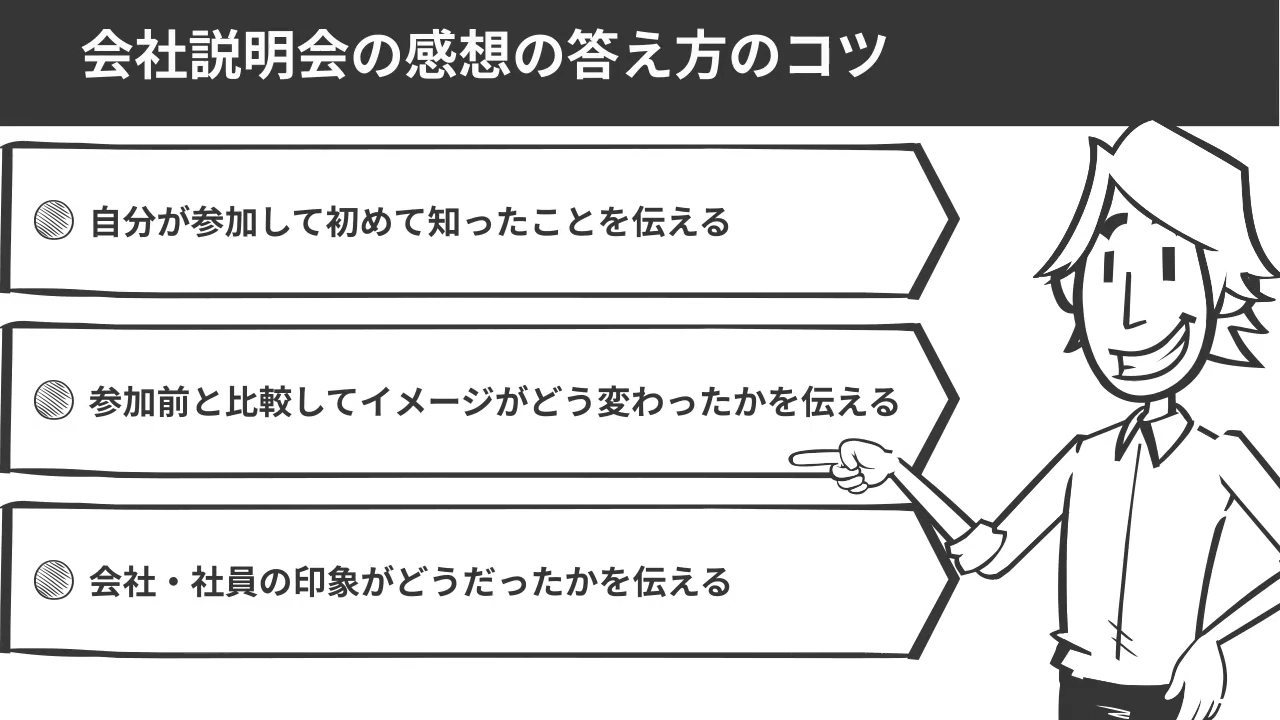 会社説明会の感想の答え方のコツ
自分が参加して初めて知ったことを伝える
参加前と比較してイメージがどう変わったかを伝える
会社・社員の印象がどうだったかを伝える